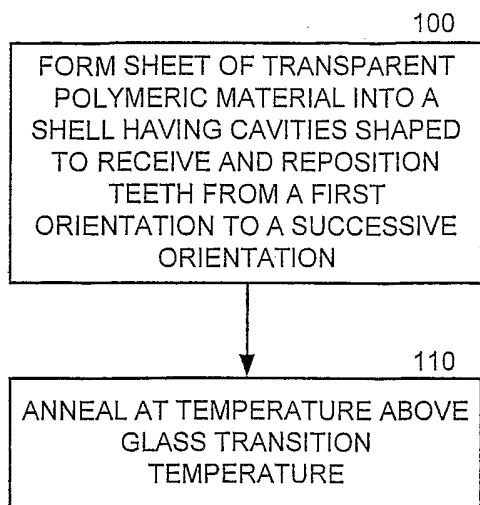 100
FORM SHEET OF TRANSPARENT
POLYMERIC MATERIAL INTO A
SHELL HAVING CAVITIES SHAPED
TO RECEIVE AND REPOSITION
TEETH FROM A FIRST
ORIENTATION TO A SUCCESSIVE
ORIENTATION
110
ANNEAL AT TEMPERATURE ABOVE
GLASS TRANSITION
TEMPERATURE